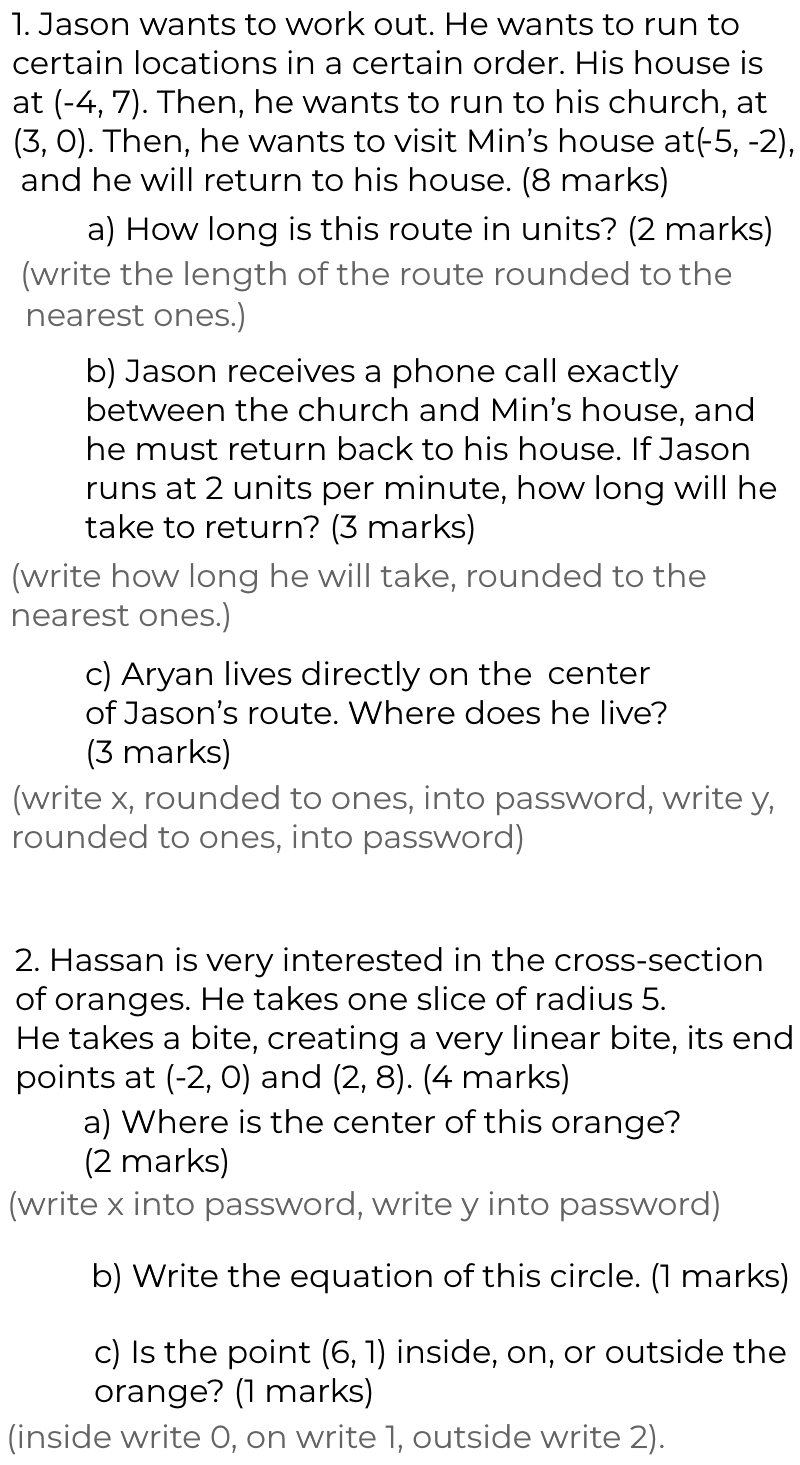 1. Jason wants to work out. He wants to run to
certain locations in a certain order. His house is
at (-4, 7). Then, he wants to run to his church, at
(3, 0). Then, he wants to visit Min’s house at(-5, -2),
and he will return to his house. (8 marks)
a) How long is this route in units? (2 marks)
(write the length of the route rounded to the
nearest ones.)
b) Jason receives a phone call exactly
between the church and Min’s house, and
he must return back to his house. If Jason
runs at 2 units per minute, how long will he
take to return? (3 marks)
(write how long he will take, rounded to the
nearest ones.)
c) Aryan lives directly on the center
of Jason’s route. Where does he live?
(3 marks)
(write x, rounded to ones, into password, write y,
rounded to ones, into password)
2. Hassan is very interested in the cross-section
of oranges. He takes one slice of radius 5.
He takes a bite, creating a very linear bite, its end
points at (-2, 0) and (2, 8). (4 marks)
a) Where is the center of this orange?
(2 marks)
(write x into password, write y into password)
b) Write the equation of this circle. (1 marks)
c) Is the point (6, 1) inside, on, or outside the
orange? (1 marks)
(inside write 0, on write 1, outside write 2).